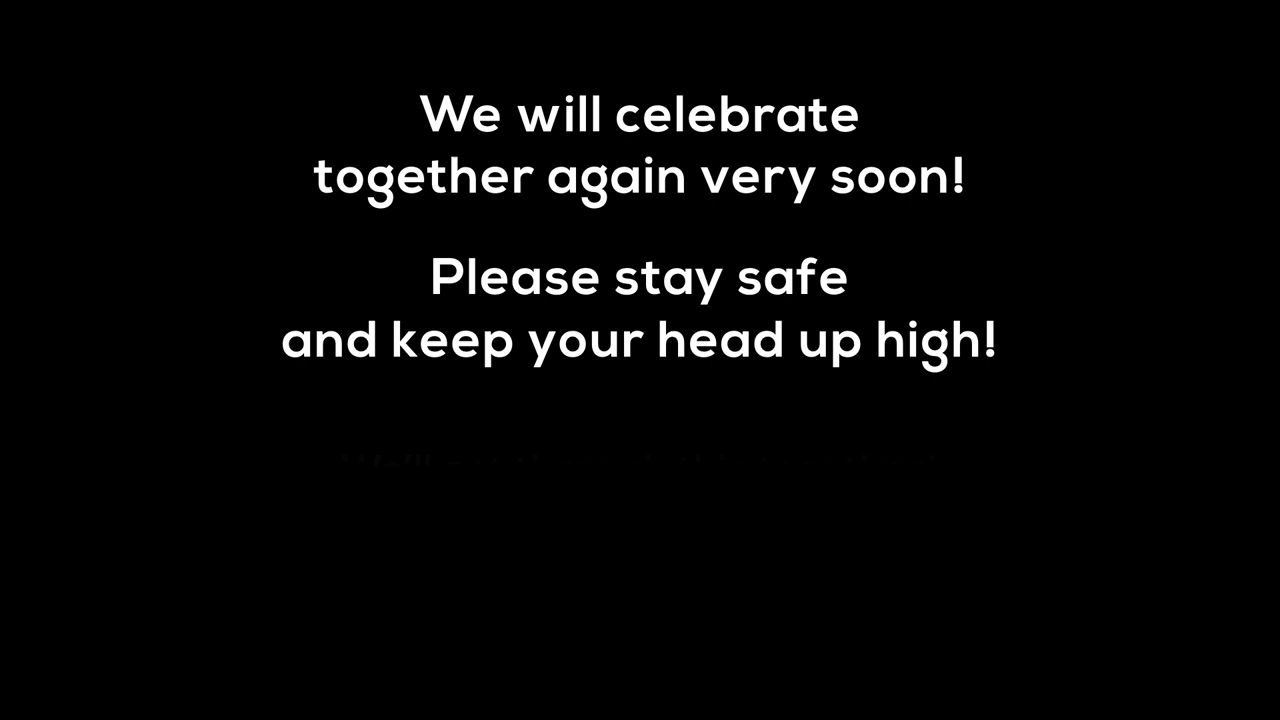 We will celebrate
together again very soon!
Please stay safe
and keep your head up high!